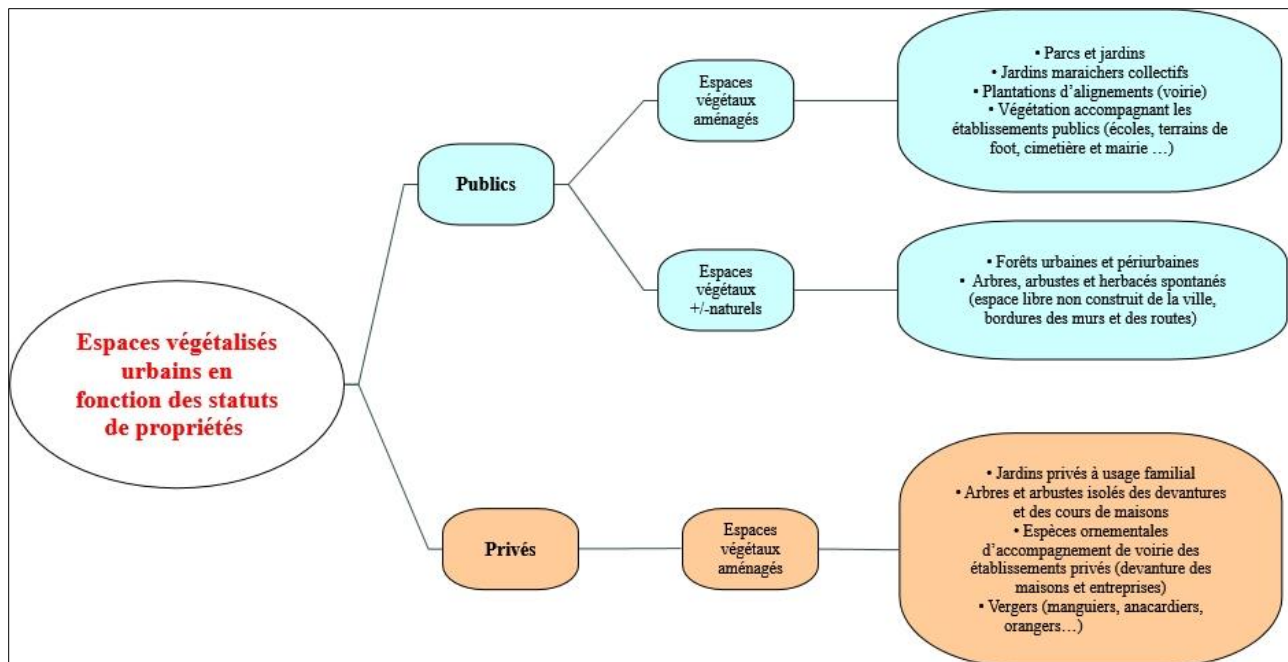 Espaces végétalisés
urbains en
fonction des statuts
de propriétés
Publics
Espaces
végétaux
aménagés
• Parcs et jardins
• Jardins maraichers collectifs
• Plantations d’alignements (voirie)
• Végétation accompagnant les
établissements publics (écoles, terrains de
foot, cimetière et mairie …)
Espaces
végétaux
+/-naturels
• Forêts urbaines et périurbaines
• Arbres, arbustes et herbacés spontanés
(espace libre non construit de la ville,
bordures des murs et des routes)
Privés
Espaces
végétaux
aménagés
• Jardins privés à usage familial
• Arbres et arbustes isolés des devantures
et des cours de maisons
• Espèces ornementales
d’accompagnement de voirie des
établissements privés (devanture des
maisons et entreprises)
• Vergers (manguiers, anacardiers,
orangers…)